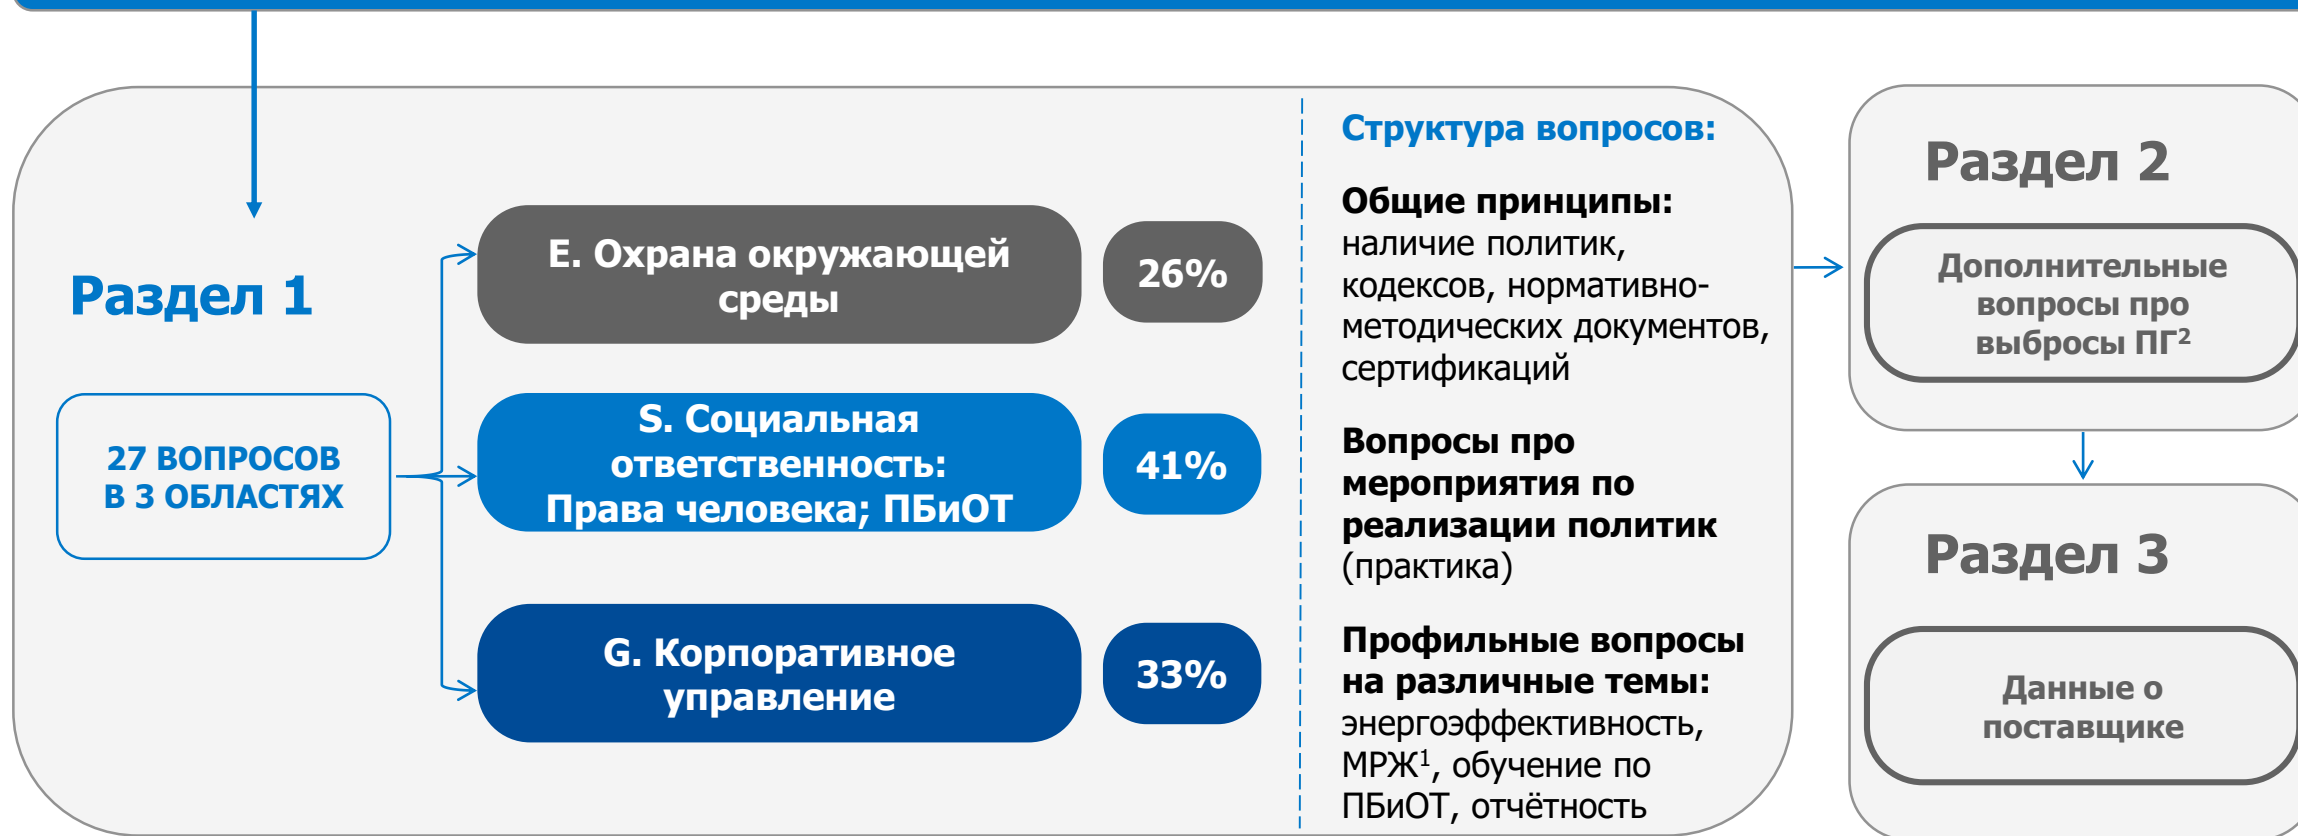 Раздел 1
27 ВОПРОСОВ
В 3 ОБЛАСТЯХ
E. Охрана окружающей
среды
26%
S. Социальная
ответственность:
Права человека; ПБиОТ
41%
G. Корпоративное
управление
33%
Структура вопросов:
Общие принципы:
наличие политик,
кодексов, нормативно-
методических документов,
сертификаций
Вопросы про
мероприятия по
реализации политик
(практика)
Профильные вопросы
на различные темы:
энергоэффективность,
МРЖ¹, обучение по
ПБиОТ, отчётность
Раздел 2
Дополнительные
вопросы про
выбросы ПГ²
Раздел 3
Данные о
поставщике